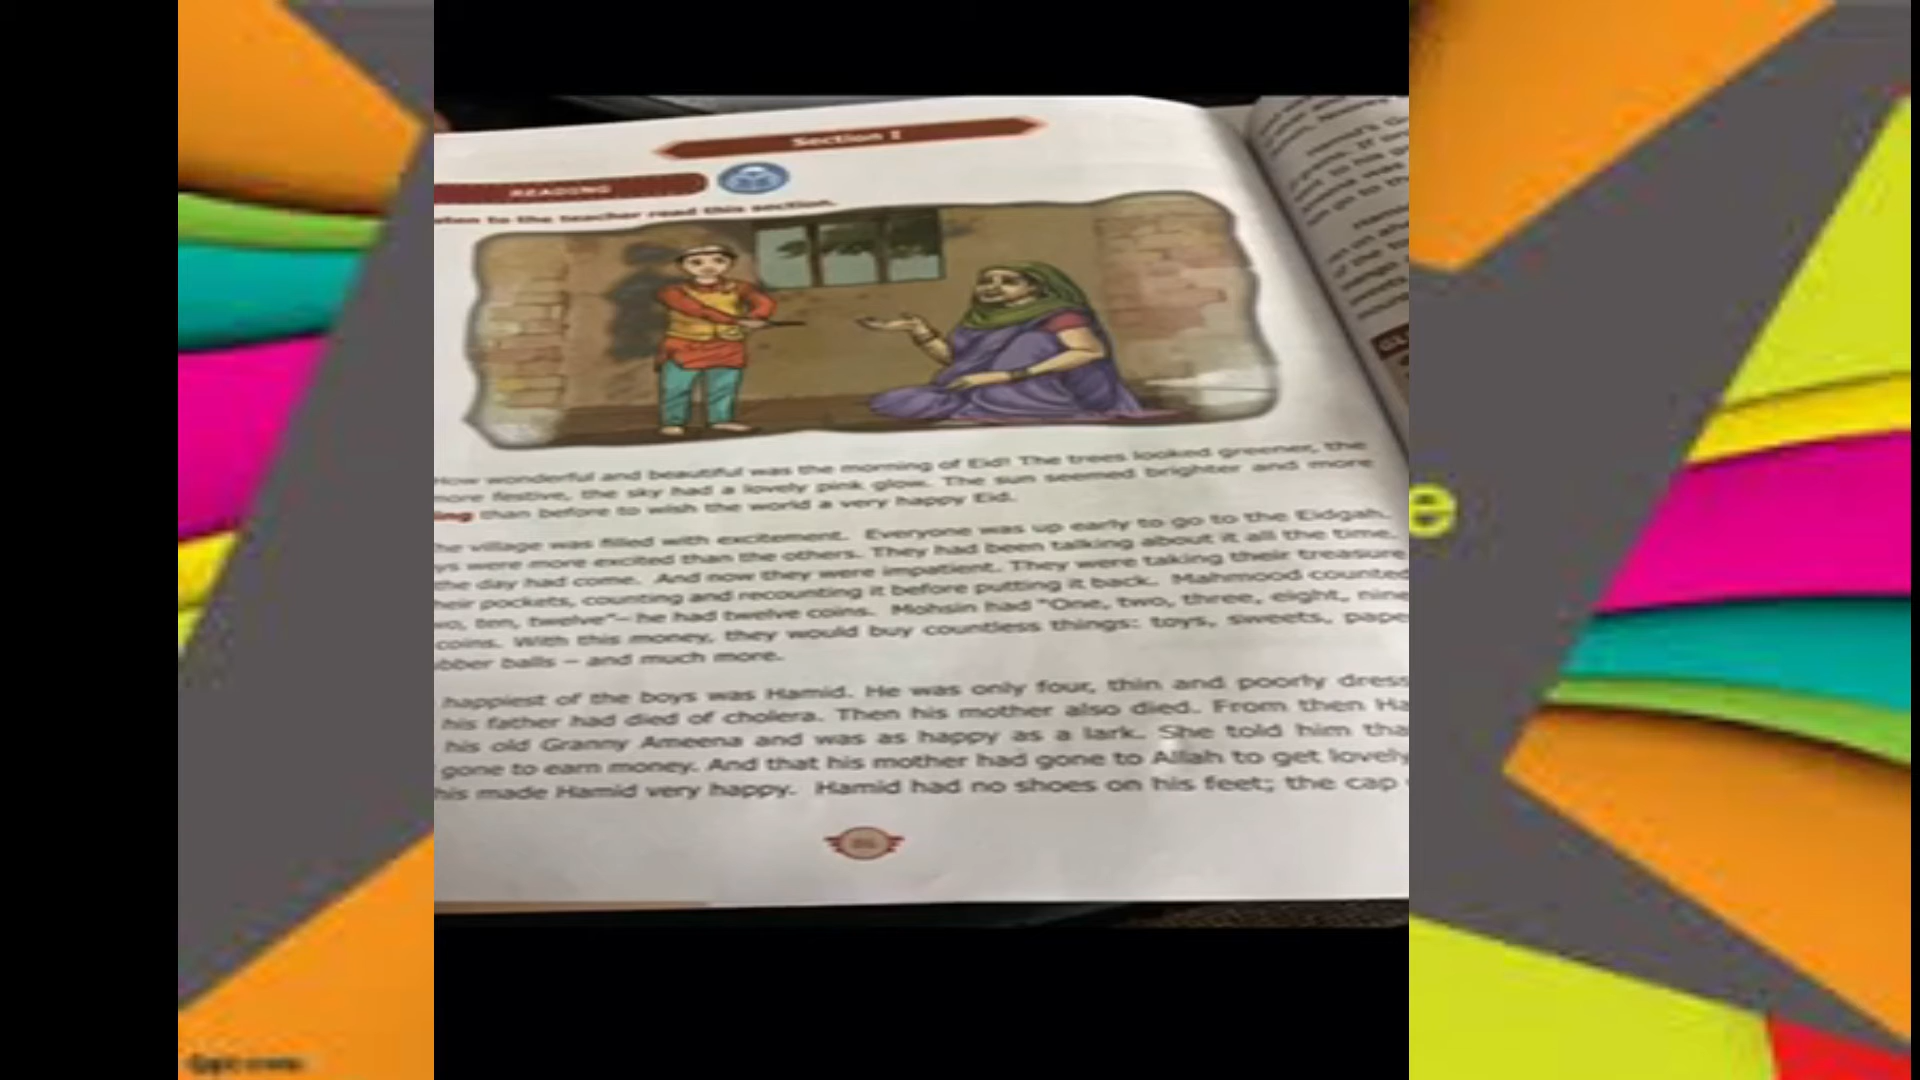 Section I
READING
to the teacher read this section.
How wonderful and beautiful was the morning of Eid! The trees looked greener, the
more festive, the sky had a lovely pink glow. The sun seemed brighter and more
ing than before to wish the world a very happy Eid.
he village was filled with excitement. Everyone was up early to go to the Eidgah.
ys were more excited than the others. They had been talking about it all the time.
the day had come. And now they were impatient. They were taking their treasure
heir pockets, counting and recounting it before putting it back. Mahmood counted
wo, ten, twelve"– he had twelve coins. Mohsin had "One, two, three, eight, nine
coins. With this money, they would buy countless things: toys, sweets, pape
bber balls – and much more.
happiest of the boys was Hamid. He was only four, thin and poorly dress
his father had died of cholera. Then his mother also died. From then Ha
his old Granny Ameena and was as happy as a lark. She told him tha
gone to earn money. And that his mother had gone to Allah to get lovely
his made Hamid very happy. Hamid had no shoes on his feet; the cap
e